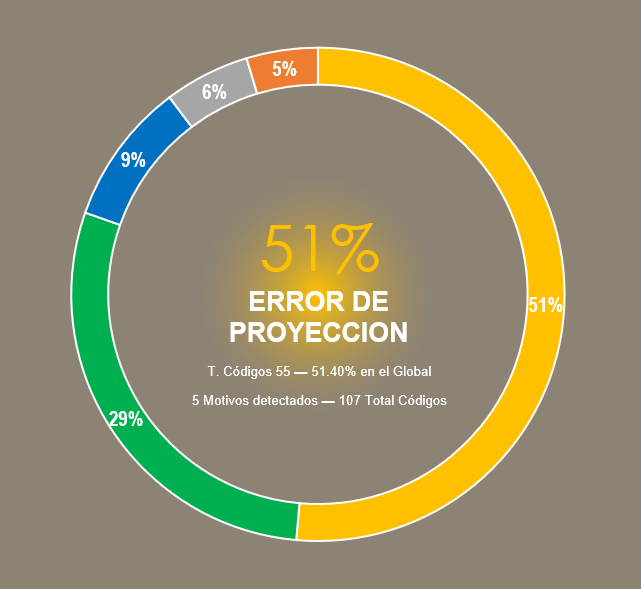 5%
6%
9%
51%
ERROR DE
PROYECCION
51%
T. Códigos 55 — 51.40% en el Global
5 Motivos detectados — 107 Total Códigos
29%